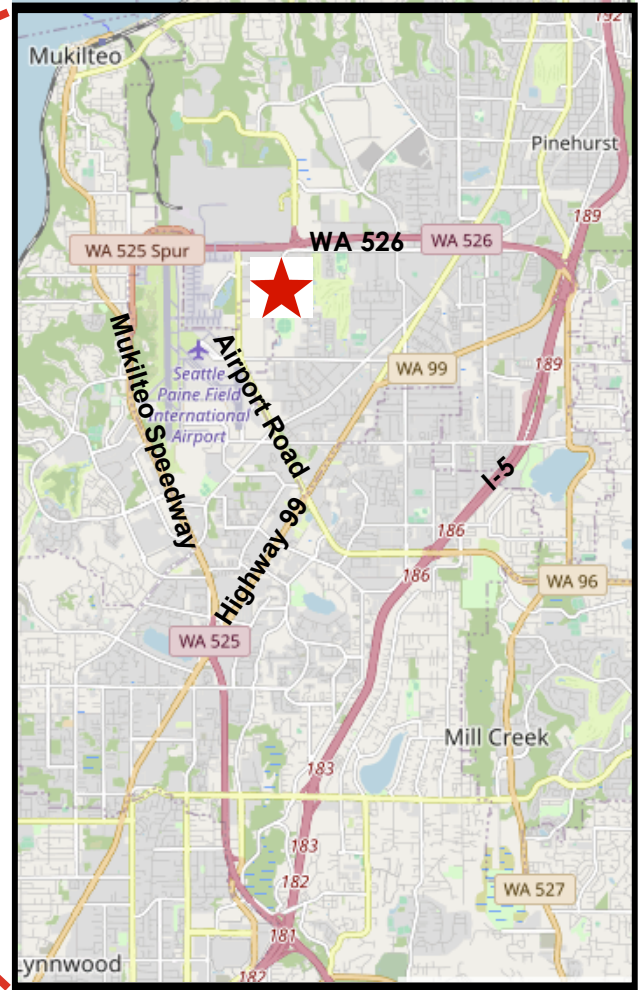 192
Mukilteo
Pinehurst
189
WA 526
WA 526
WA 525 Spur
Mukilteo Speedway
Airport Road
Seattle
Paine Field
International
Airport
189
WA 99
I-5
Highway 99
186
186
WA 96
WA 525
Mill Creek
183
183
182
WA 527
181
Lynnwood
182